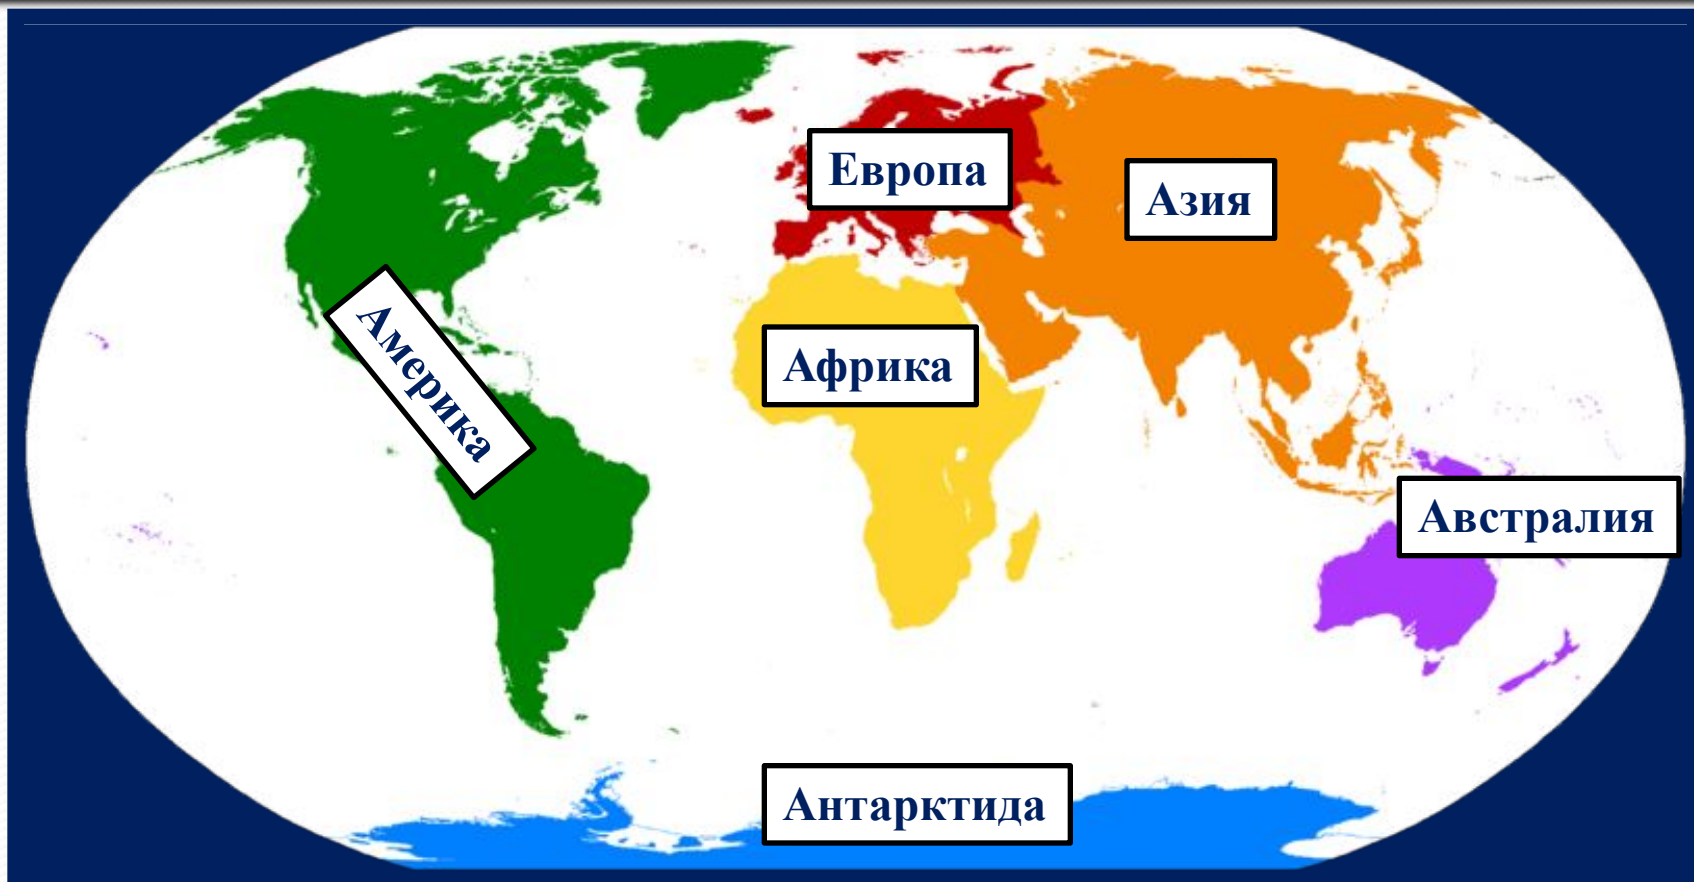 Европа
Азия
Америка
Африка
Австралия
Антарктида